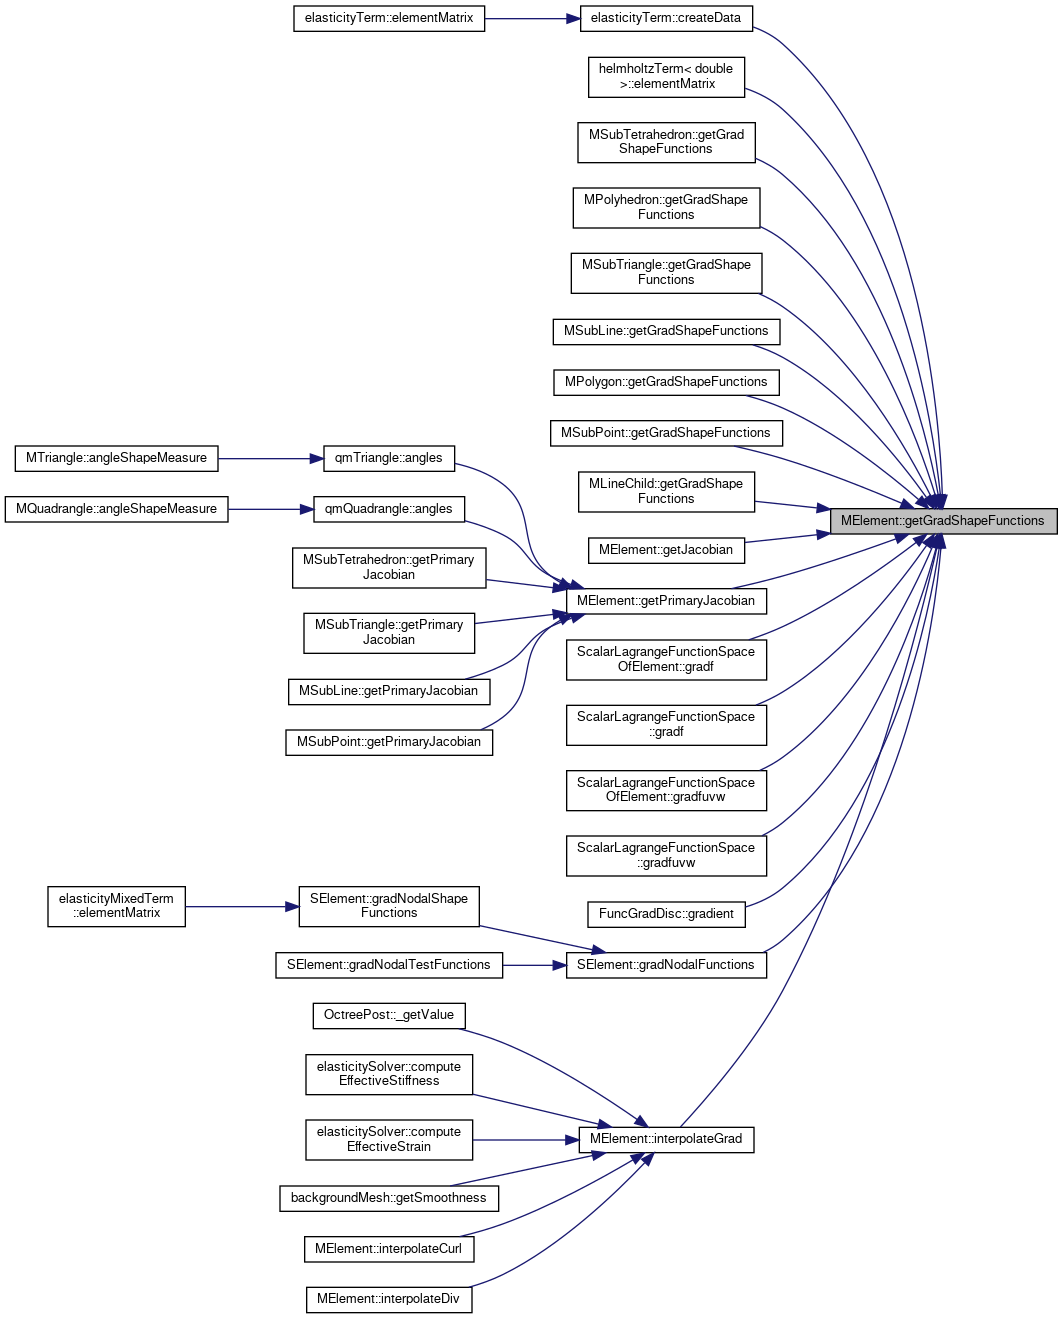 elasticityTerm::elementMatrix
elasticityTerm::createData
helmholtzTerm< double
>::elementMatrix
MSubTetrahedron::getGrad
ShapeFunctions
MPolyhedron::getGradShape
Functions
MSubTriangle::getGradShape
Functions
MSubLine::getGradShapeFunctions
MPolygon::getGradShapeFunctions
MSubPoint::getGradShapeFunctions
MTriangle::angleShapeMeasure
qmTriangle::angles
MLineChild::getGradShape
Functions
MQuadrangle::angleShapeMeasure
qmQuadrangle::angles
MElement::getGradShapeFunctions
MElement::getJacobian
MSubTetrahedron::getPrimary
Jacobian
MElement::getPrimaryJacobian
MSubTriangle::getPrimary
Jacobian
ScalarLagrangeFunctionSpace
OfElement::gradf
MSubLine::getPrimaryJacobian
ScalarLagrangeFunctionSpace
::gradf
MSubPoint::getPrimaryJacobian
ScalarLagrangeFunctionSpace
OfElement::gradfuvw
ScalarLagrangeFunctionSpace
::gradfuvw
elasticityMixedTerm
::elementMatrix
SElement::gradNodalShape
Functions
FuncGradDisc::gradient
SElement::gradNodalTestFunctions
SElement::gradNodalFunctions
OctreePost::_getValue
elasticitySolver::compute
EffectiveStiffness
elasticitySolver::compute
EffectiveStrain
MElement::interpolateGrad
backgroundMesh::getSmoothness
MElement::interpolateCurl
MElement::interpolateDiv